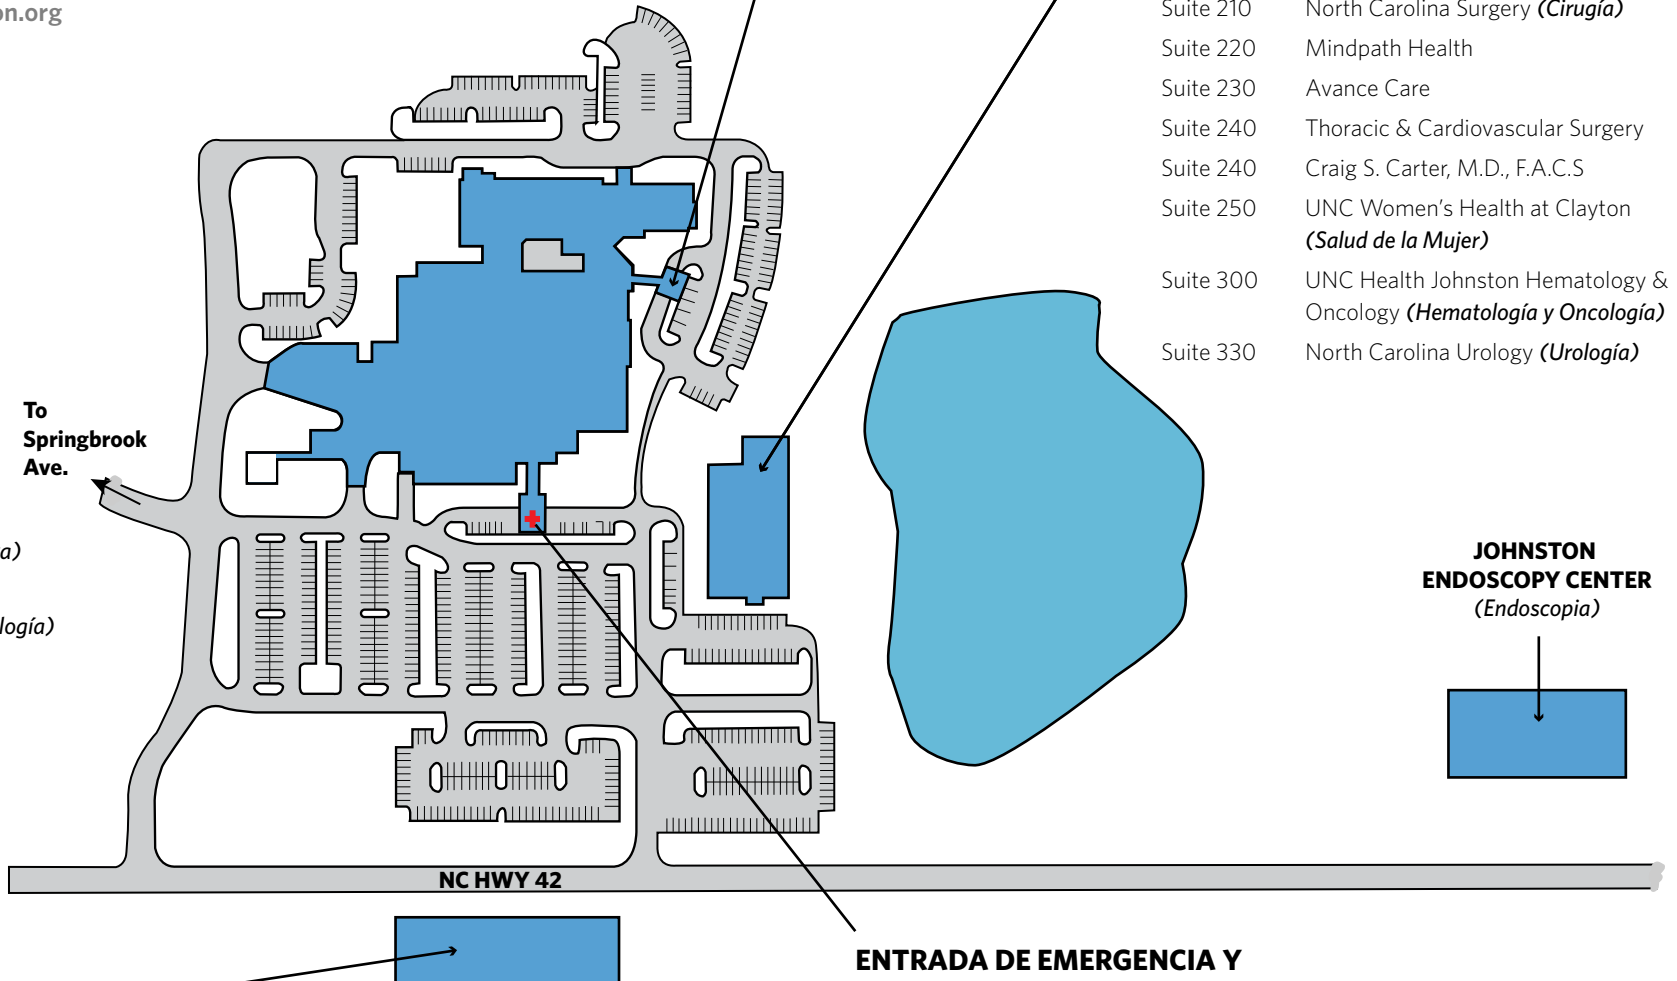 on.org
Suite 210 North Carolina Surgery (Cirugía)
Suite 220 Mindpath Health
Suite 230 Avance Care
Suite 240 Thoracic & Cardiovascular Surgery
Suite 240 Craig S. Carter, M.D., F.A.C.S
Suite 250 UNC Women's Health at Clayton
(Salud de la Mujer)
Suite 300 UNC Health Johnston Hematology &
Oncology (Hematología y Oncología)
Suite 330 North Carolina Urology (Urología)
To
Springbrook
Ave.
a)
logía)
JOHNSTON
ENDOSCOPY CENTER
(Endoscopia)
NC HWY 42
ENTRADA DE EMERGENCIA Y